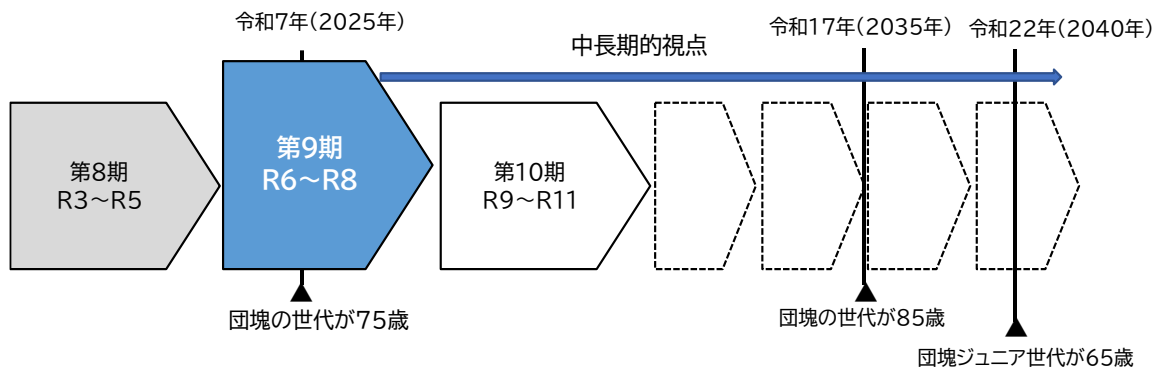 令和7年(2025年)
令和17年(2035年)
令和22年(2040年)
中長期的視点
第8期
R3～R5
第9期
R6～R8
第10期
R9～R11
団塊の世代が75歳
団塊の世代が85歳
団塊ジュニア世代が65歳